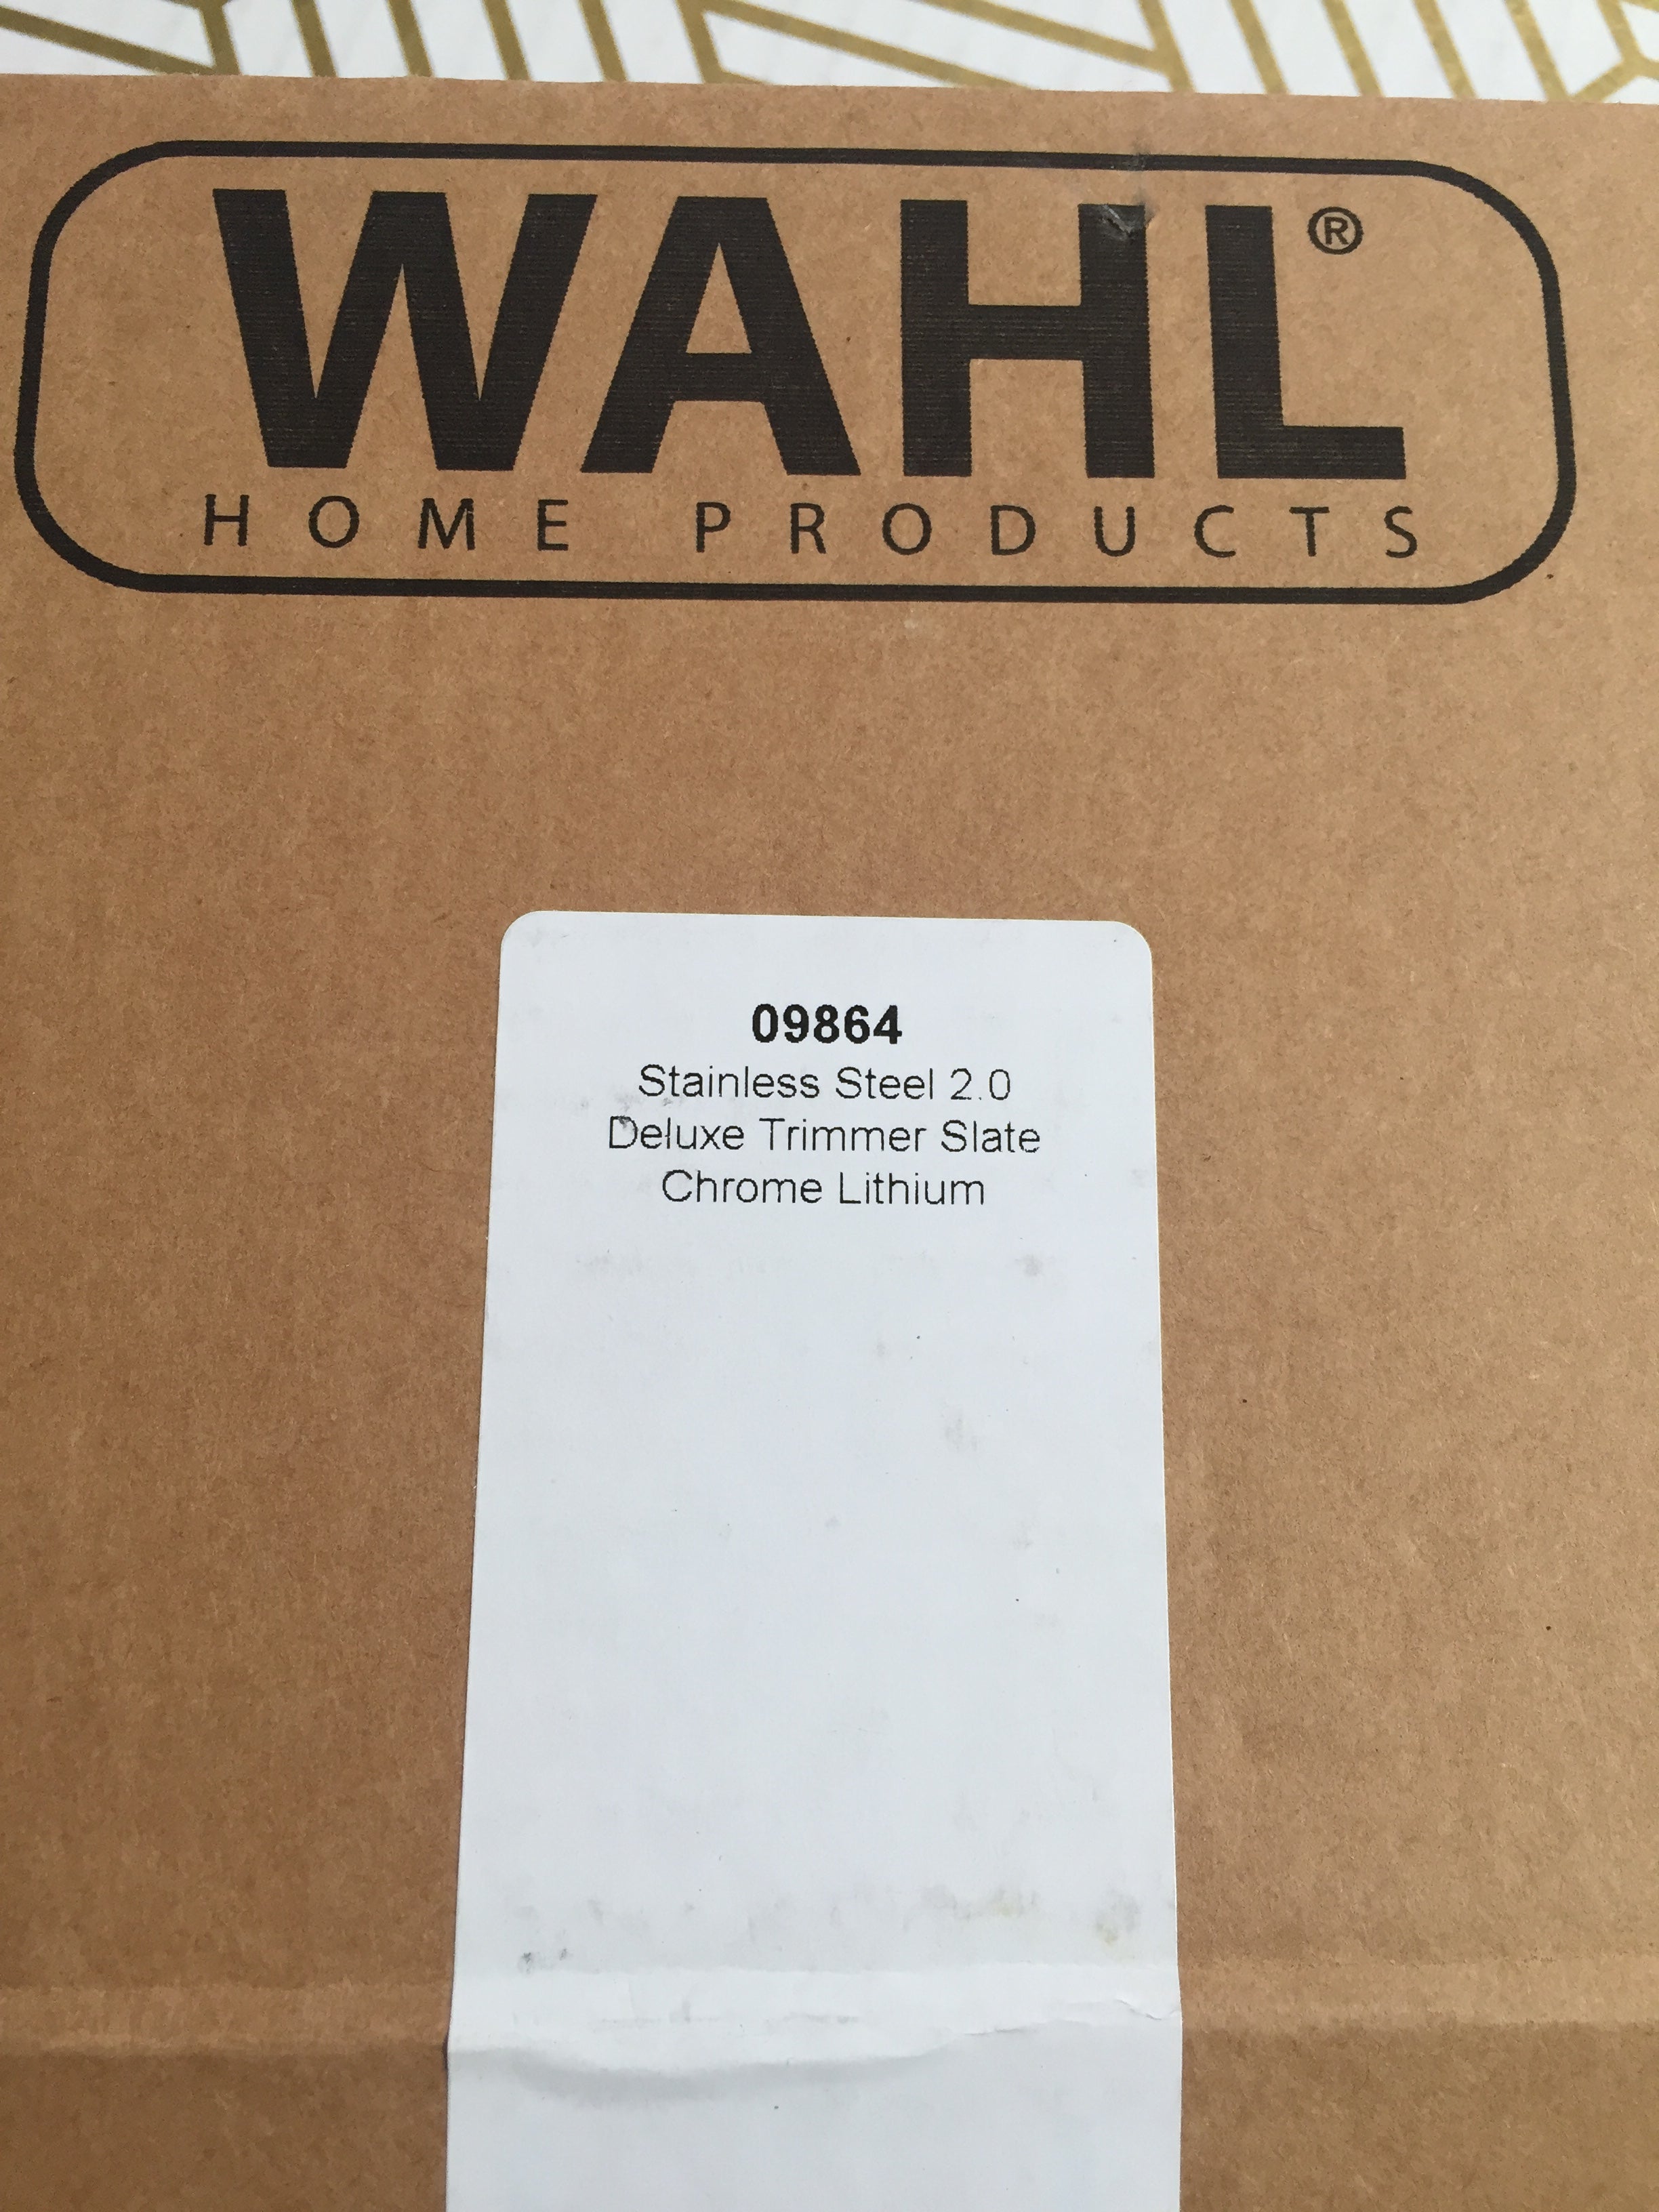 WAHL®
HOME PRODUCTS
09864
Stainless Steel 2.0
Deluxe Trimmer Slate
Chrome Lithium